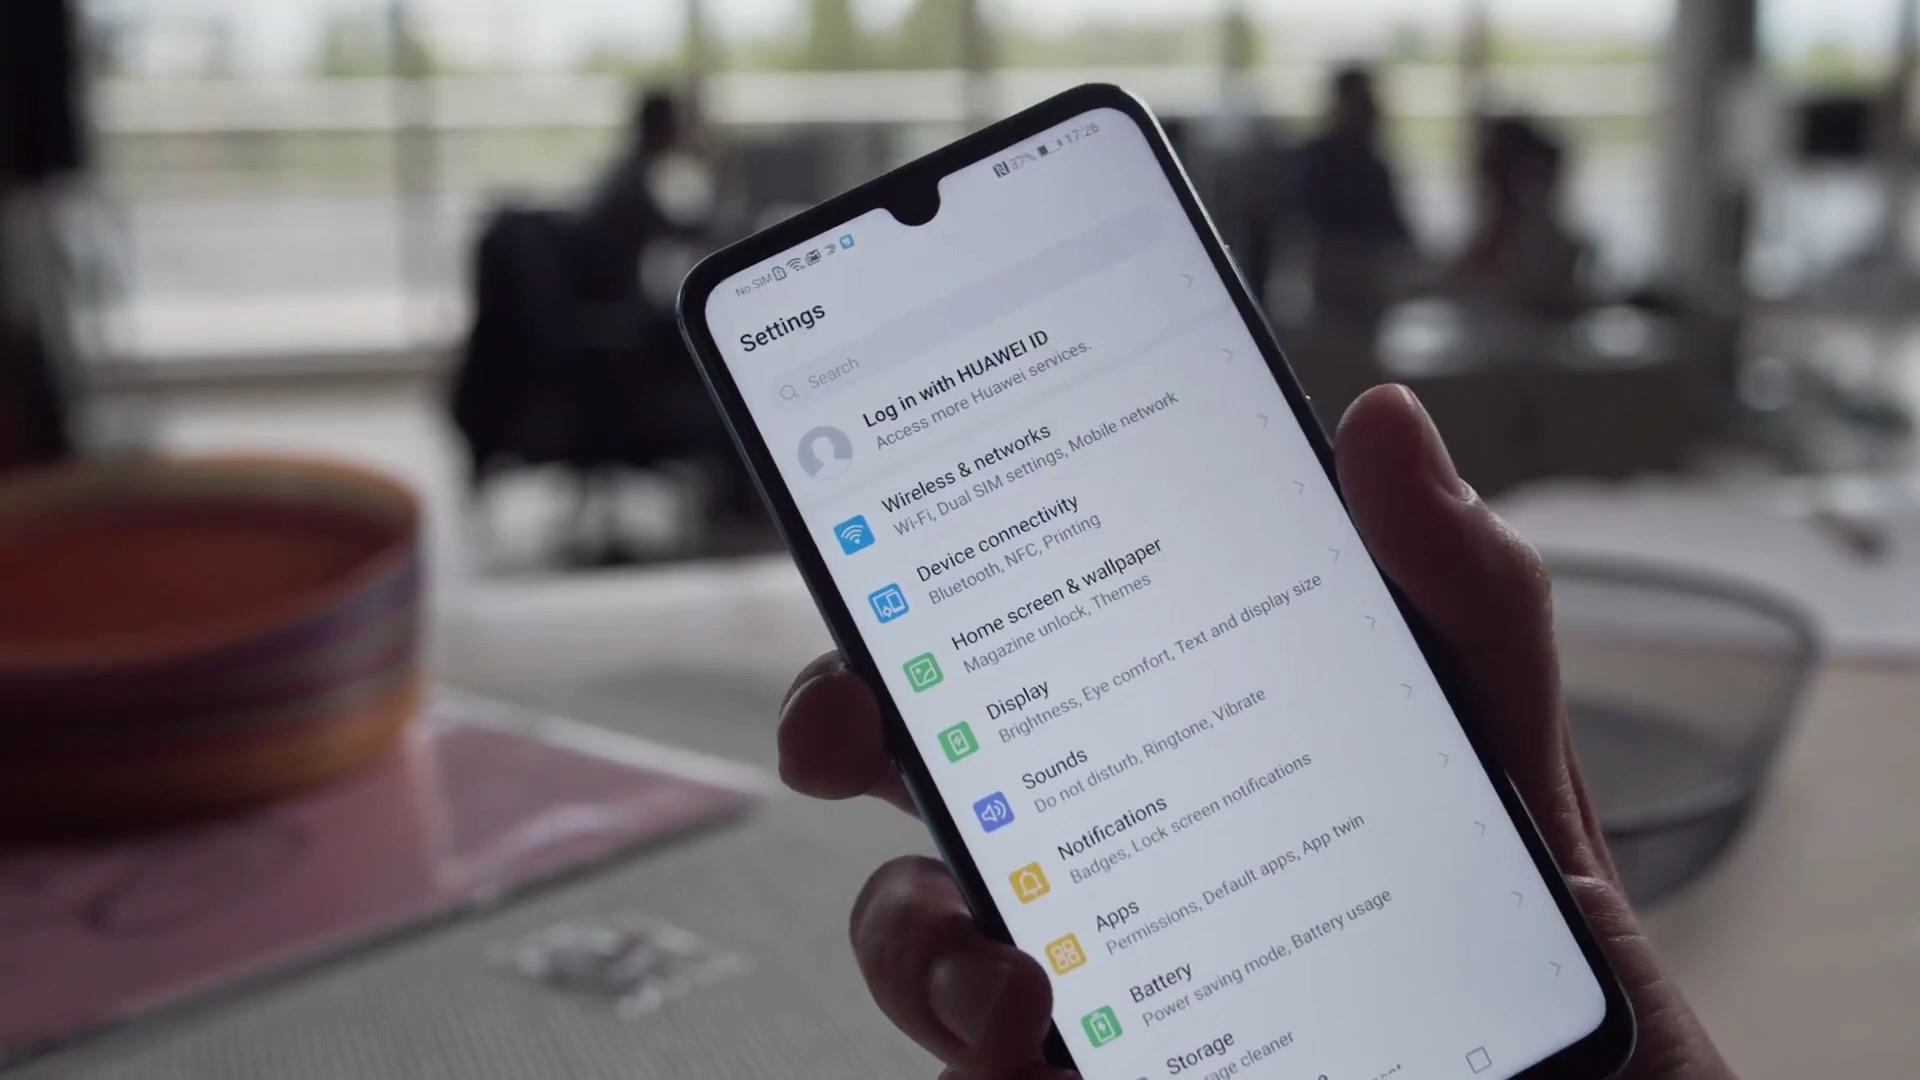 No SIM
37% 17:26
Settings
Search
Log in with HUAWEI ID
Access more Huawei services.
Wireless & networks
Wi-Fi, Dual SIM settings, Mobile network
Device connectivity
Bluetooth, NFC, Printing
Home screen & wallpaper
Magazine unlock, Themes
Display
Brightness, Eye comfort, Text and display size
Sounds
Do not disturb, Ringtone, Vibrate
Notifications
Badges, Lock screen notifications
Apps
Permissions, Default apps, App twin
Battery
Power saving mode, Battery usage
Storage
cleaner